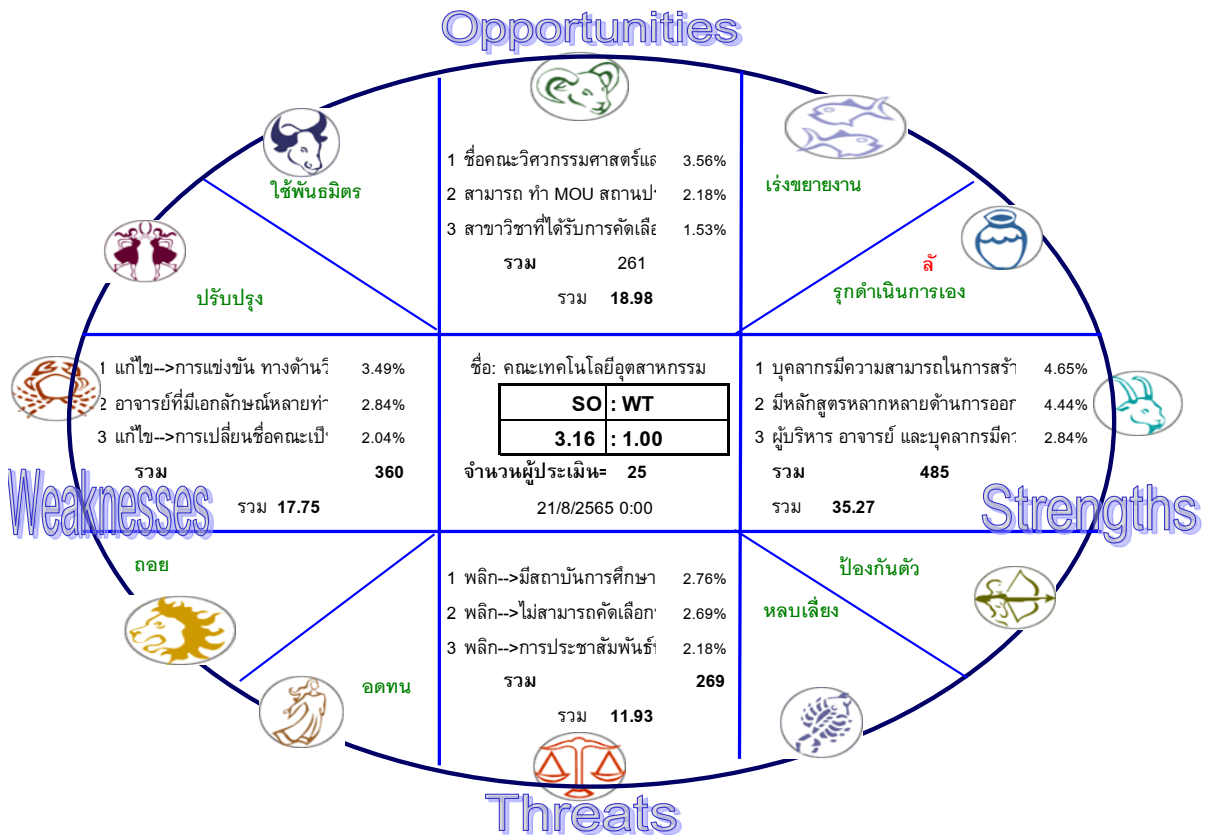 Opportunities
1 ชื่อคณะวิศวกรรมศาสตร์แล 3.56%
2 สามารถ ทำ MOU สถานป 2.18%
3 สาขาวิชาที่ได้รับการคัดเลือ 1.53%
รวม 261
รวม 18.98
ใช้พันธมิตร
เร่งขยายงาน
ปรับปรุง
ลั
รุกดำเนินการเอง
1 แก้ไข-->การแข่งขัน ทางด้านวิ 3.49%
2 อาจารย์ที่มีเอกลักษณ์หลายท่า 2.84%
3 แก้ไข-->การเปลี่ยนชื่อคณะเป็ 2.04%
รวม 360
รวม 17.75
Weaknesses
ชื่อ: คณะเทคโนโลยีอุตสาหกรรม
SO : WT
3.16 : 1.00
จำนวนผู้ประเมิน= 25
21/8/2565 0:00
1 บุคลากรมีความสามารถในการสร้า 4.65%
2 มีหลักสูตรหลากหลายด้านการออก 4.44%
3 ผู้บริหาร อาจารย์ และบุคลากรมีคว 2.84%
รวม 485
รวม 35.27
Strengths
ถอย
อดทน
1 พลิก-->มีสถาบันการศึกษา 2.76%
2 พลิก-->ไม่สามารถคัดเลือก 2.69%
3 พลิก-->การประชาสัมพันธ์ 2.18%
รวม 269
รวม 11.93
ป้องกันตัว
หลบเลี่ยง
Threats